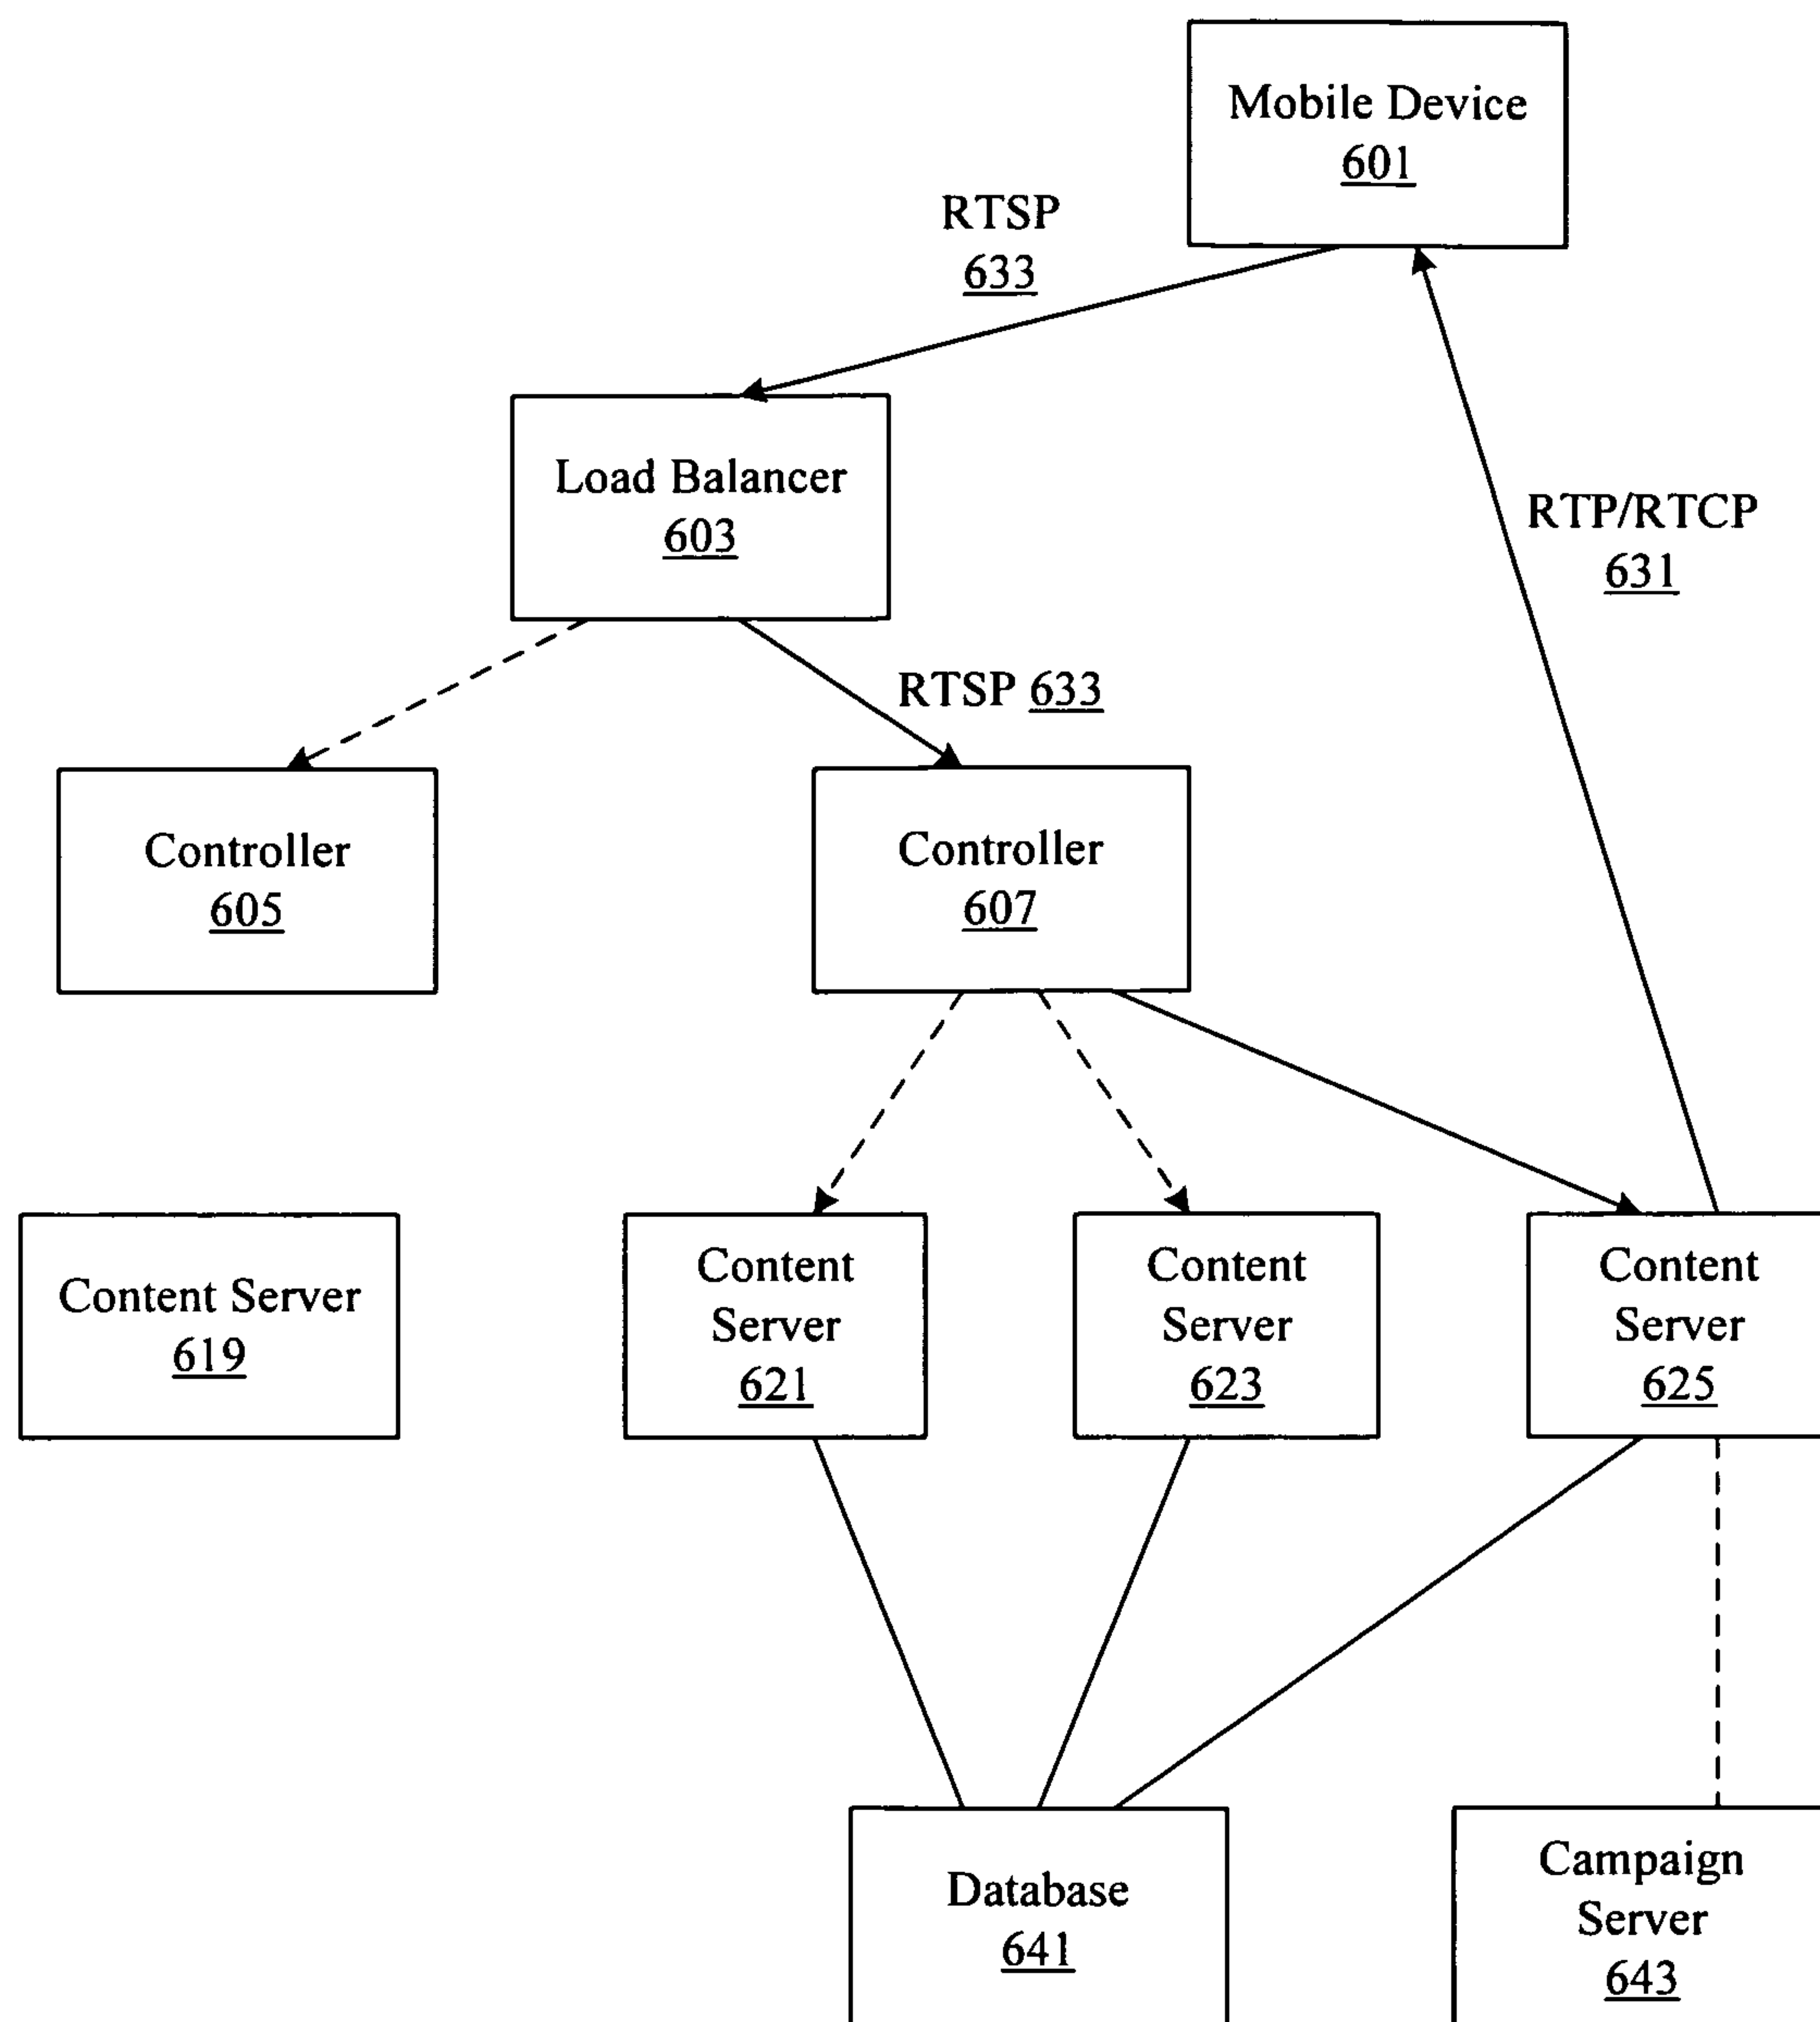 Mobile Device
601
RTSP
633
Load Balancer
603
RTP/RTCP
631
RTSP 633
Controller
605
Controller
607
Content Server
619
Content
Server
621
Content
Server
623
Content
Server
625
Database
641
Campaign
Server
643